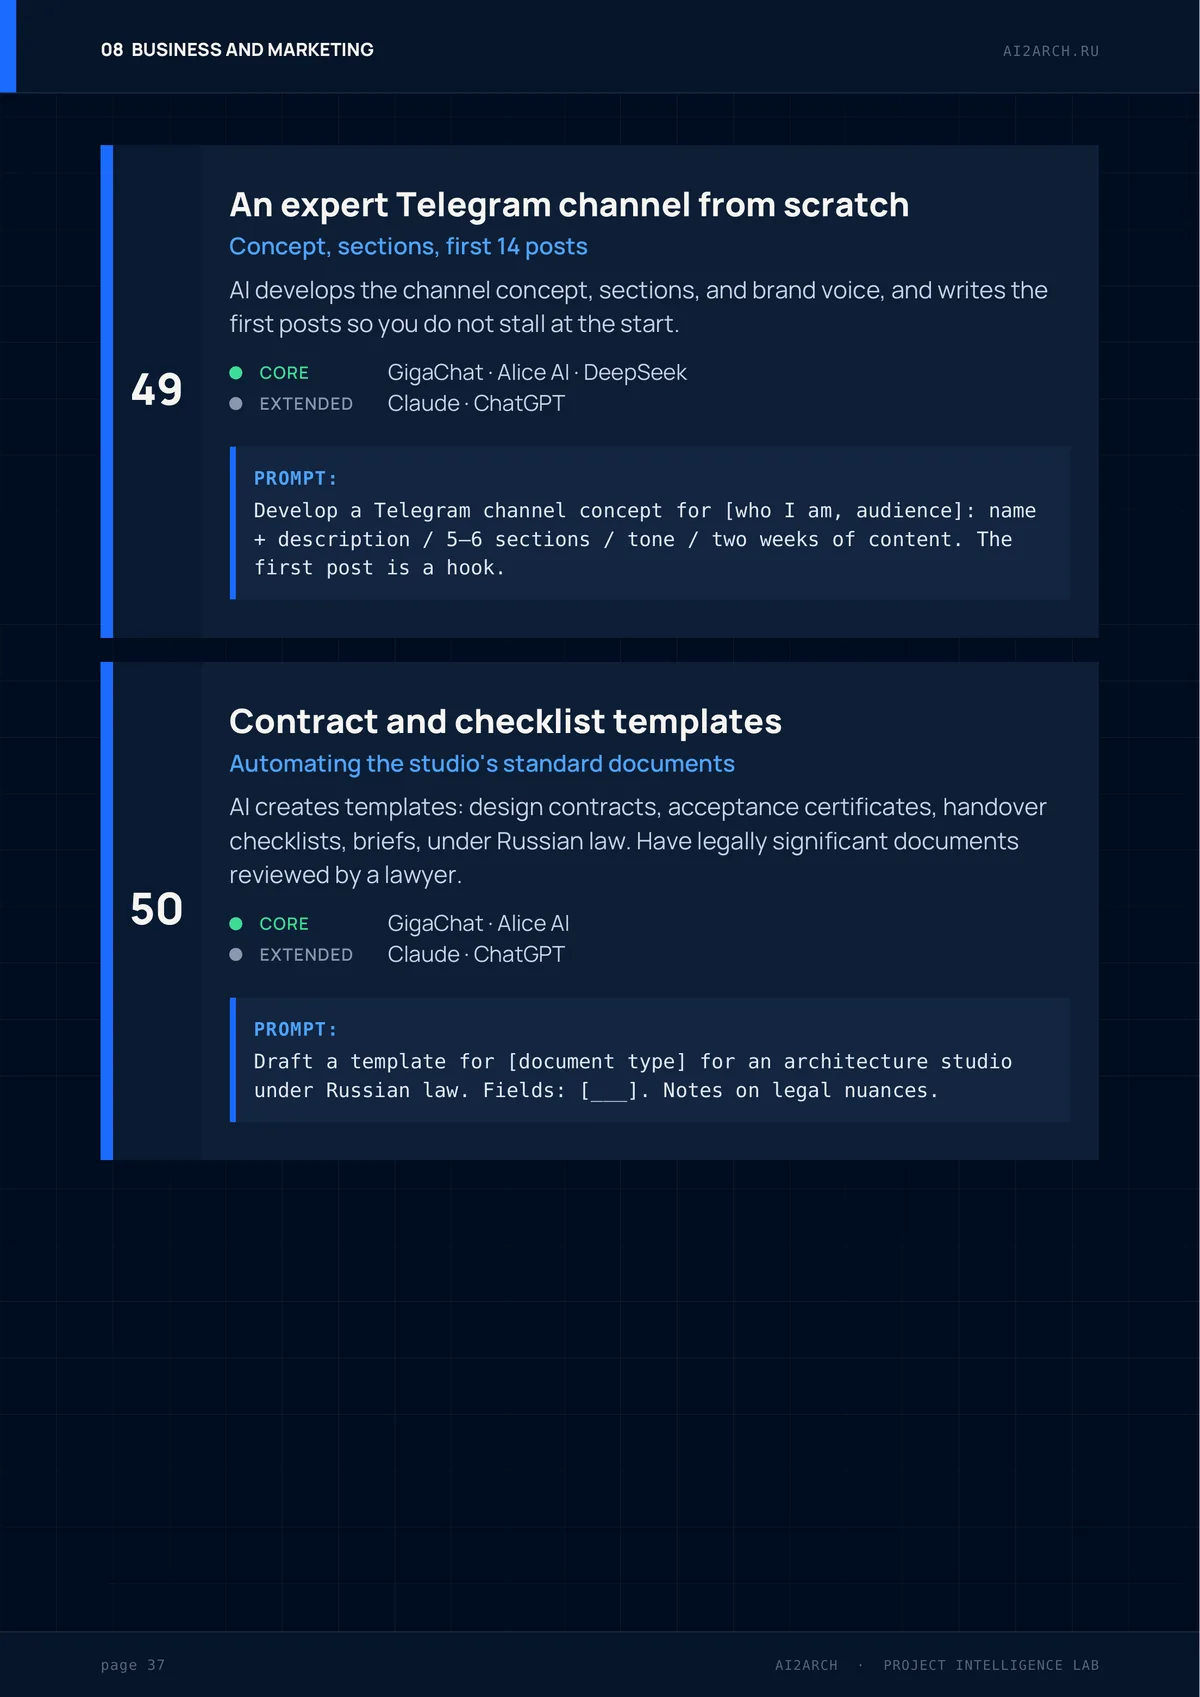 08 BUSINESS AND MARKETING
AI2ARCH.RU
An expert Telegram channel from scratch
Concept, sections, first 14 posts
AI develops the channel concept, sections, and brand voice, and writes the
first posts so you do not stall at the start.
49
CORE GigaChat · Alice AI · DeepSeek
EXTENDED Claude · ChatGPT
PROMPT:
Develop a Telegram channel concept for [who I am, audience]: name
+ description / 5–6 sections / tone / two weeks of content. The
first post is a hook.
Contract and checklist templates
Automating the studio's standard documents
AI creates templates: design contracts, acceptance certificates, handover
checklists, briefs, under Russian law. Have legally significant documents
reviewed by a lawyer.
50
CORE GigaChat · Alice AI
EXTENDED Claude · ChatGPT
PROMPT:
Draft a template for [document type] for an architecture studio
under Russian law. Fields: [___]. Notes on legal nuances.
page 37
AI2ARCH · PROJECT INTELLIGENCE LAB